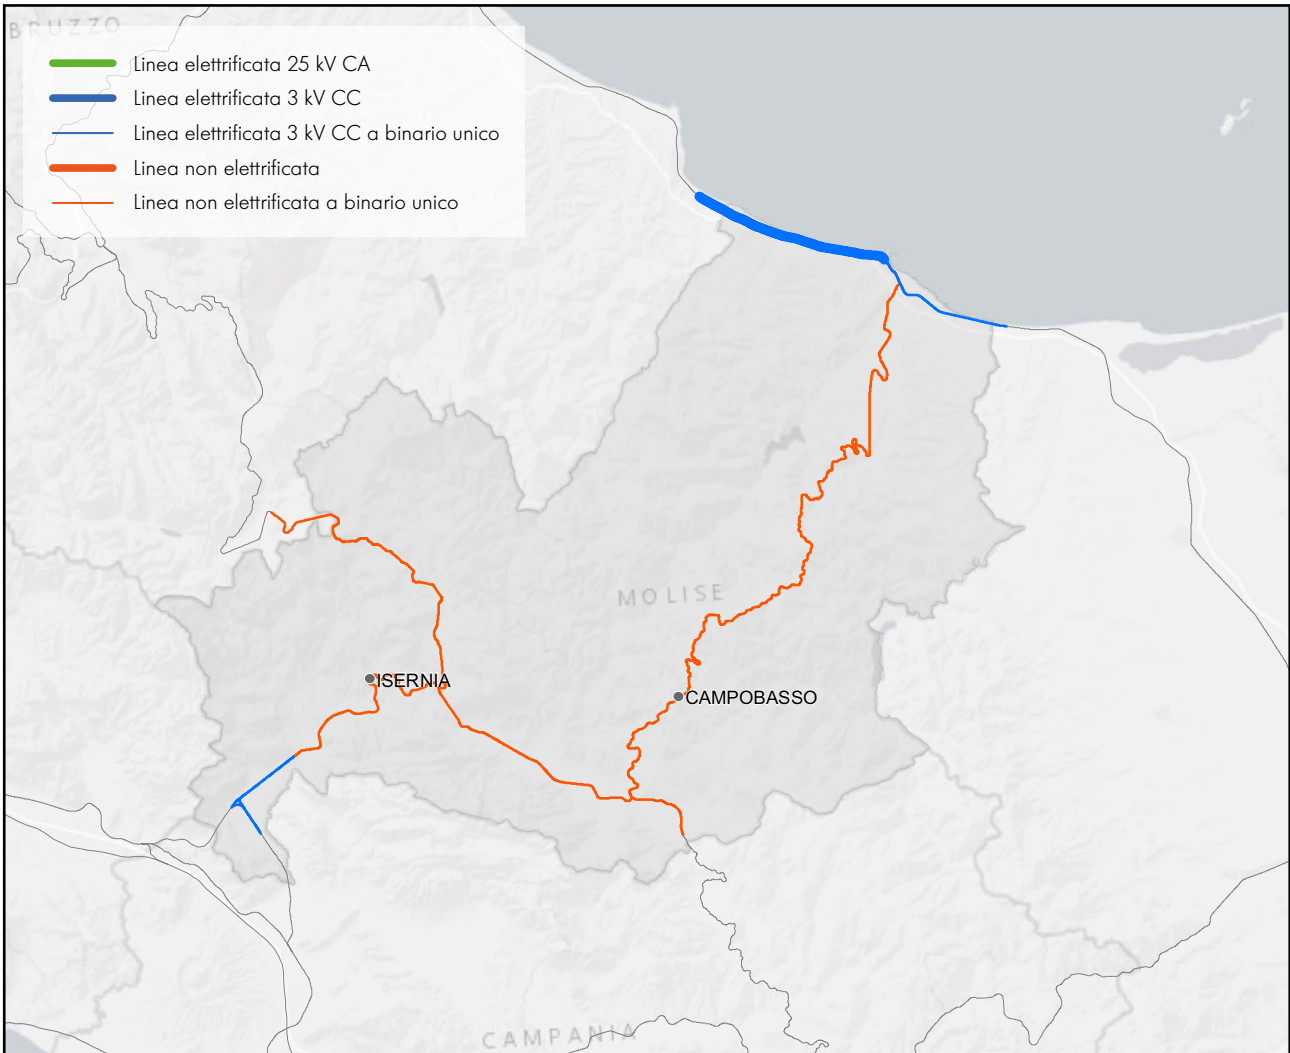 BRUZZO
Linea elettrificata 25 kV CA
Linea elettrificata 3 kV CC
Linea elettrificata 3 kV CC a binario unico
Linea non elettrificata
Linea non elettrificata a binario unico
MOLISE
ISERNIA
CAMPOBASSO
CAMPANIA